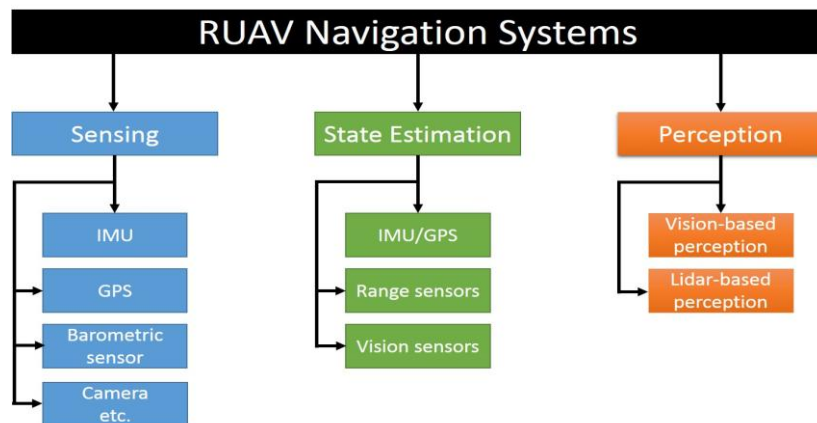 RUAV Navigation Systems
Sensing
State Estimation
Perception
IMU
GPS
Barometric
sensor
Camera
etc.
IMU/GPS
Range sensors
Vision sensors
Vision-based
perception
Lidar-based
perception